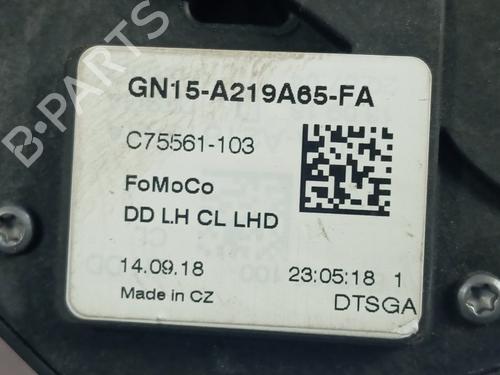 B-PARTS
GN15-A219A65-FA
C75561-103
FoMoCo
DD LH CL LHD
14.09.18 23:05:18 1
Made in CZ DTSGA